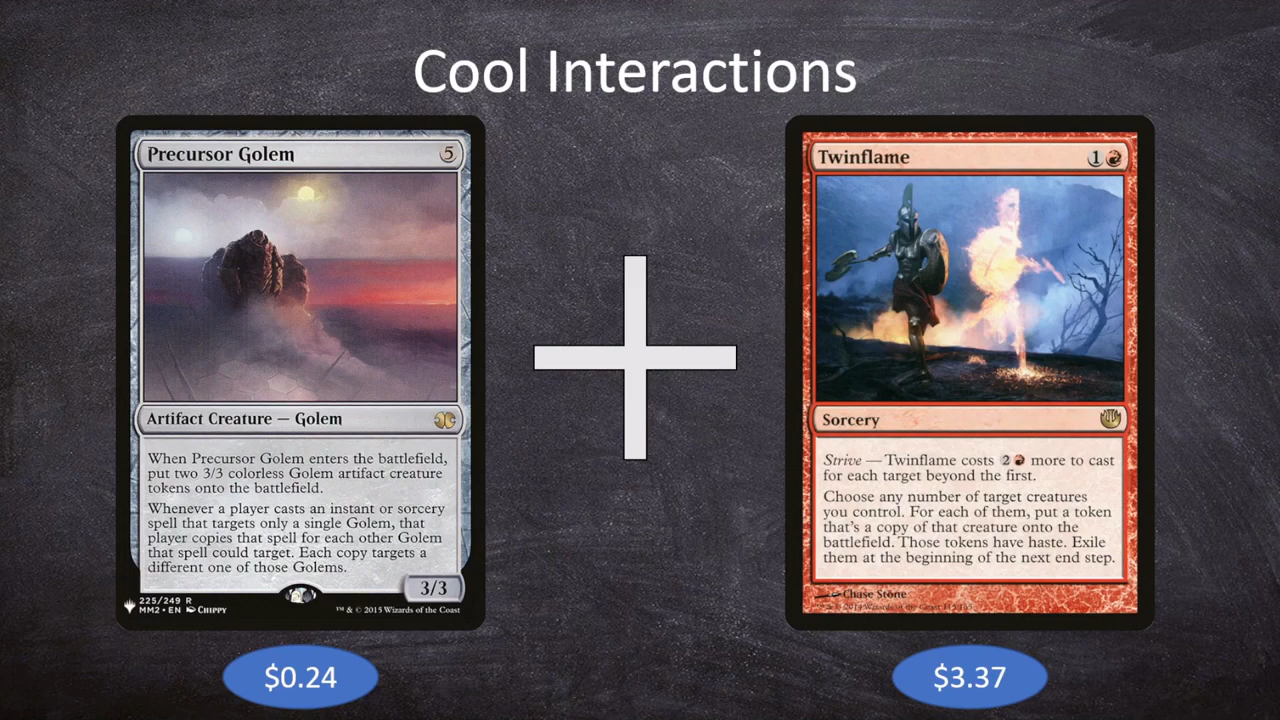 Cool Interactions
Precursor Golem 5
Artifact Creature — Golem
When Precursor Golem enters the battlefield,
put two 3/3 colorless Golem artifact creature
tokens onto the battlefield.
Whenever a player casts an instant or sorcery
spell that targets only a single Golem, that
player copies that spell for each other Golem
that spell could target. Each copy targets a
different one of those Golems.
3/3
225/249 R
MM2 • EN CHIPPY
™ & © 2015 Wizards of the Coast
$0.24
Twinflame 1
Sorcery
Strive — Twinflame costs 2 more to cast
for each target beyond the first.
Choose any number of target creatures
you control. For each of them, put a token
that's a copy of that creature onto the
battlefield. Those tokens have haste. Exile
them at the beginning of the next end step.
Chase Stone
$3.37